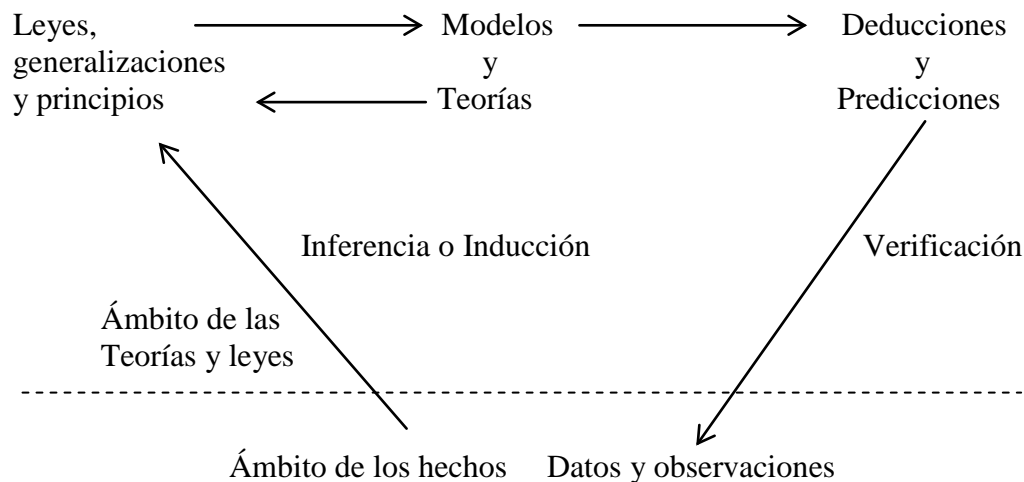 Leyes,
generalizaciones
y principios
Modelos
y
Teorías
Deducciones
y
Predicciones
Inferencia o Inducción
Verificación
Ámbito de las
Teorías y leyes
Ámbito de los hechos
Datos y observaciones